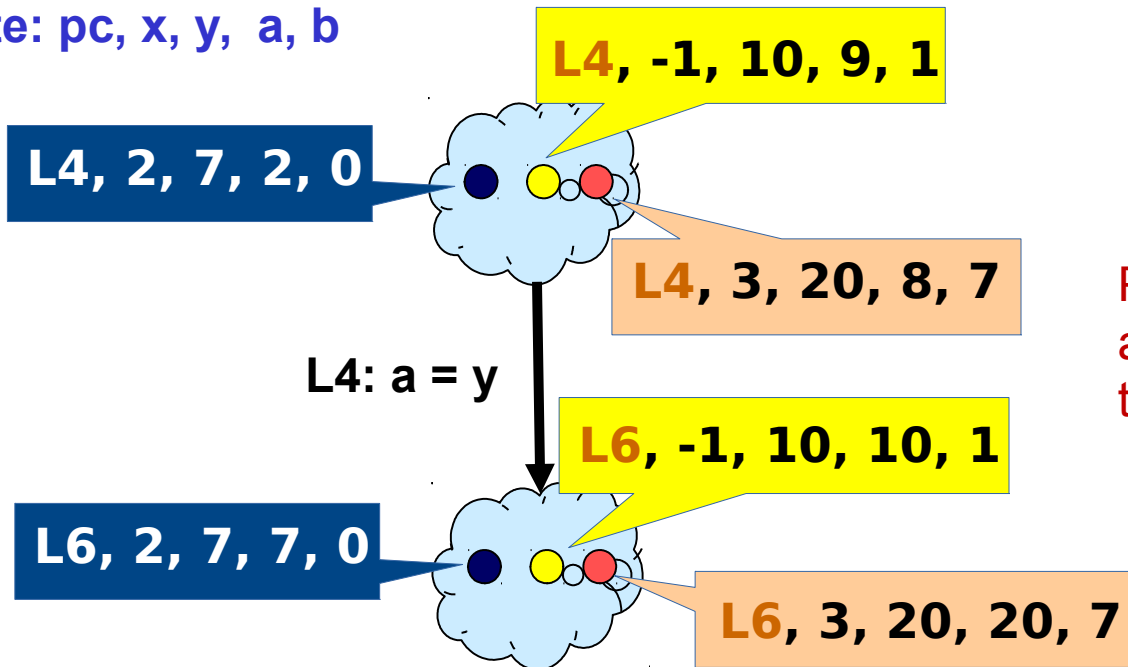 te: pc, x, y, a, b
L4, -1, 10, 9, 1
L4, 2, 7, 2, 0
L4, 3, 20, 8, 7
L4: a = y
L6, -1, 10, 10, 1
L6, 2, 7, 7, 0
L6, 3, 20, 20, 7